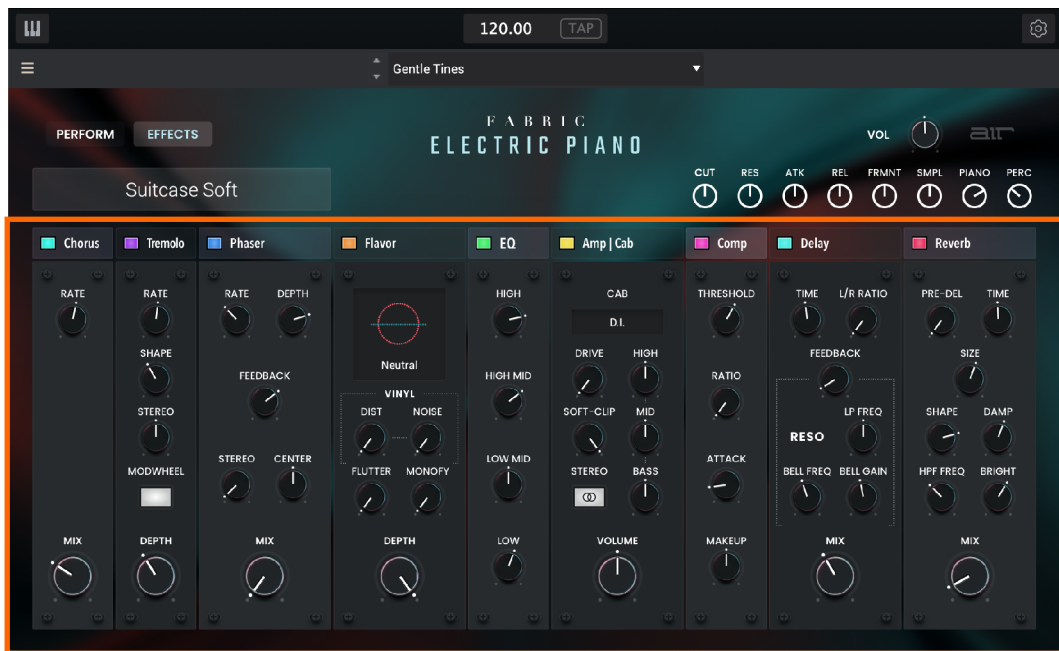 120.00 TAP
Gentle Tines
PERFORM EFFECTS
FABRIC
ELECTRIC PIANO
VOL
air
Suitcase Soft
CUT RES ATK REL FRMNT SMPL PIANO PERC
Chorus Tremolo Phaser Flavor EQ Amp | Cab Comp Delay Reverb
RATE
MIX
RATE
SHAPE
STEREO
MODWHEEL
DEPTH
RATE DEPTH
FEEDBACK
STEREO CENTER
MIX
Neutral
VINYL
DIST NOISE
FLUTTER MONOFY
DEPTH
HIGH
HIGH MID
LOW MID
LOW
CAB
D.I.
DRIVE HIGH
SOFT-CLIP MID
STEREO BASS
VOLUME
THRESHOLD
RATIO
ATTACK
MAKEUP
TIME L/R RATIO
FEEDBACK
LP FREQ
RESO
BELL FREQ BELL GAIN
MIX
PRE-DEL TIME
SIZE
SHAPE DAMP
HPF FREQ BRIGHT
MIX